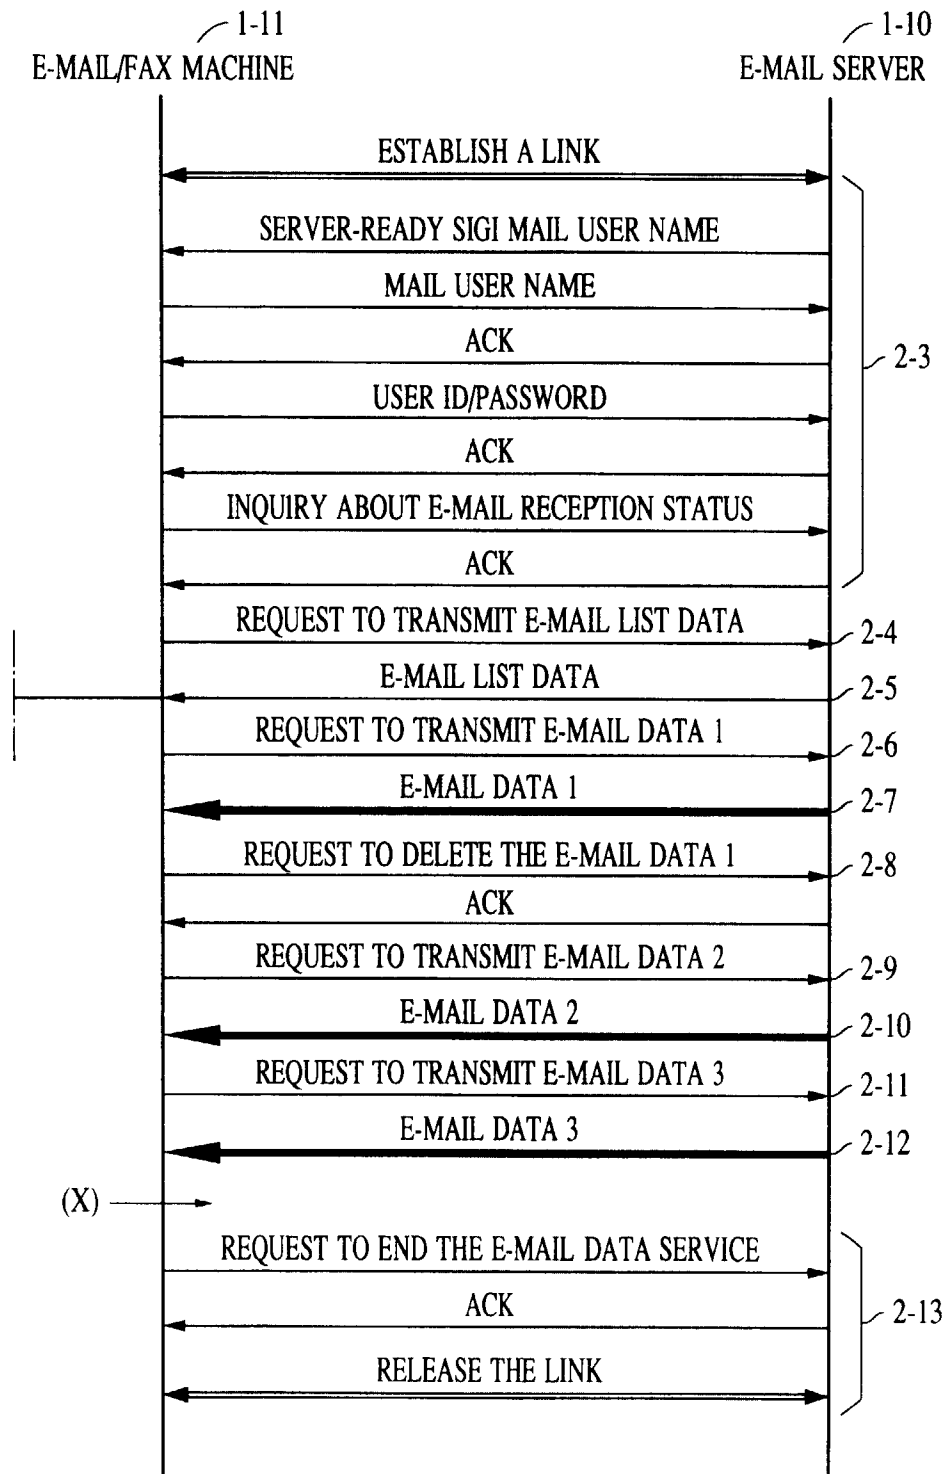 1-11
1-10
E-MAIL/FAX MACHINE
E-MAIL SERVER
ESTABLISH A LINK
SERVER-READY SIGI MAIL USER NAME
MAIL USER NAME
ACK
2-3
USER ID/PASSWORD
ACK
INQUIRY ABOUT E-MAIL RECEPTION STATUS
ACK
REQUEST TO TRANSMIT E-MAIL LIST DATA
2-4
E-MAIL LIST DATA
2-5
REQUEST TO TRANSMIT E-MAIL DATA 1
2-6
E-MAIL DATA 1
2-7
REQUEST TO DELETE THE E-MAIL DATA 1
2-8
ACK
REQUEST TO TRANSMIT E-MAIL DATA 2
2-9
E-MAIL DATA 2
2-10
REQUEST TO TRANSMIT E-MAIL DATA 3
2-11
E-MAIL DATA 3
2-12
(X)
REQUEST TO END THE E-MAIL DATA SERVICE
ACK
2-13
RELEASE THE LINK